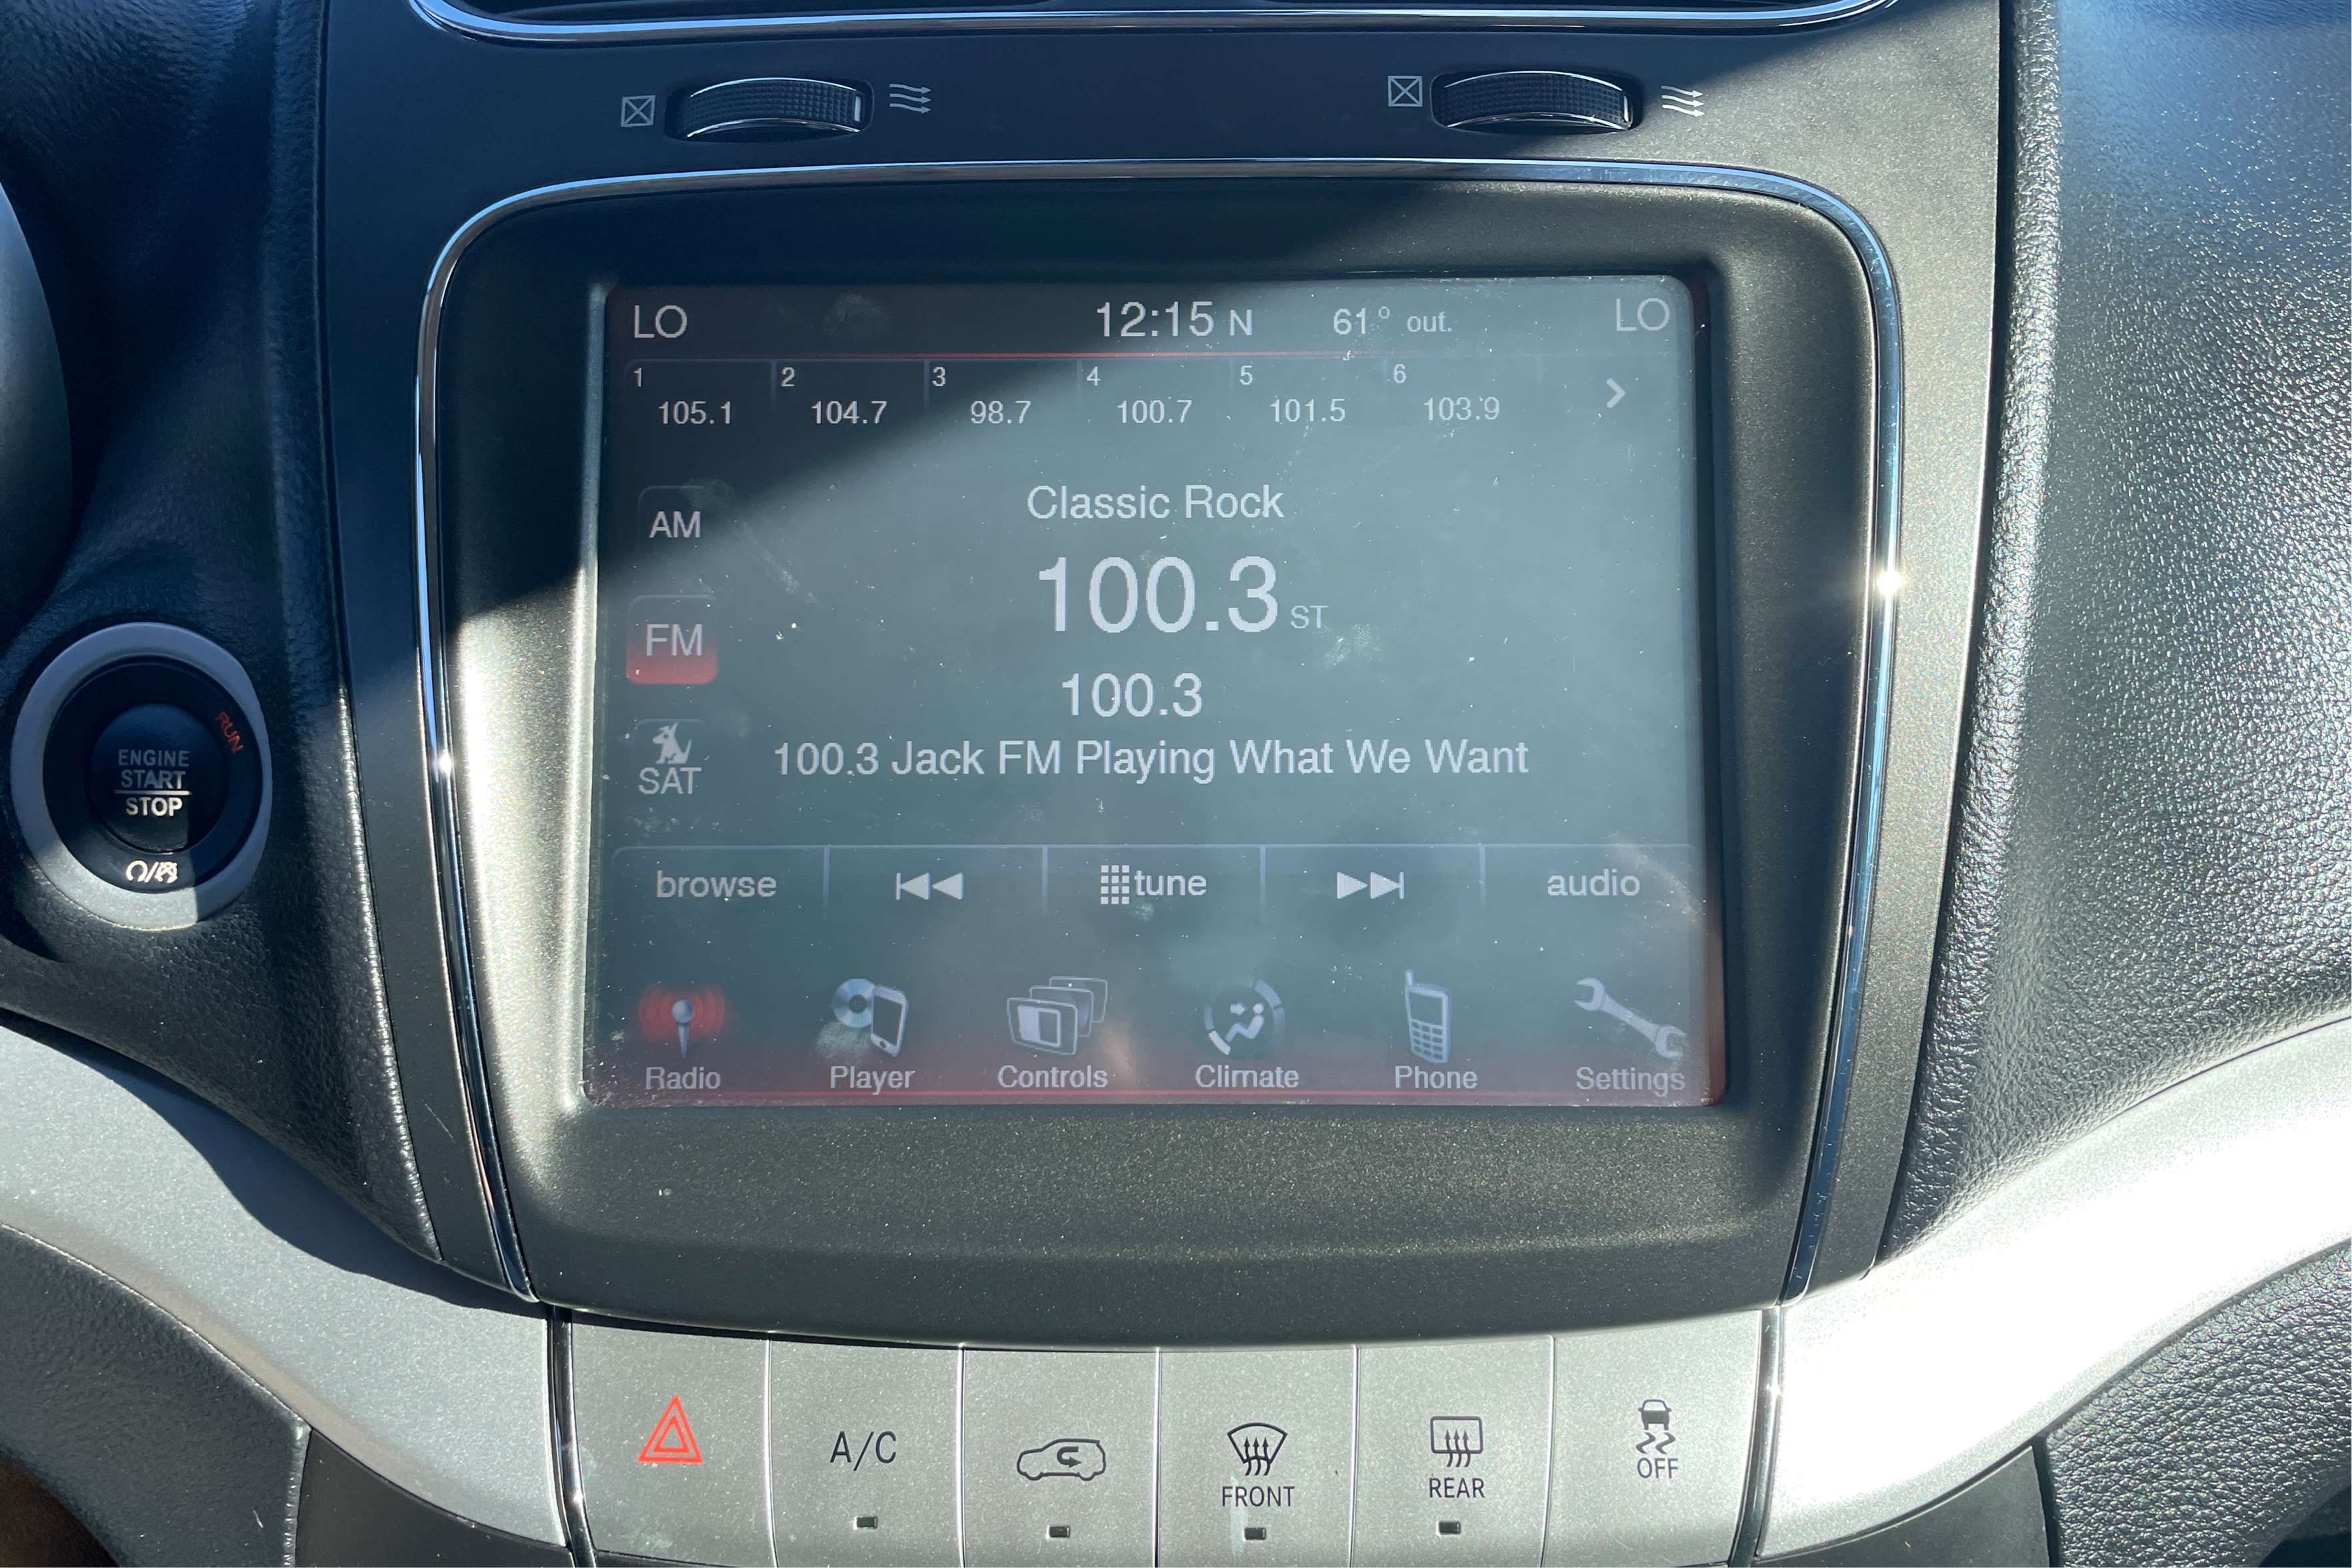 LO 12:15 N 61° out. LO
1 2 3 4 5 6
105.1 104.7 98.7 100.7 101.5 103.9
Classic Rock
AM
100.3 ST
FM
100.3
100.3 Jack FM Playing What We Want
SAT
browse tune audio
Radio Player Controls Climate Phone Settings
RUN
ENGINE
START
STOP
A/C
FRONT
REAR
OFF